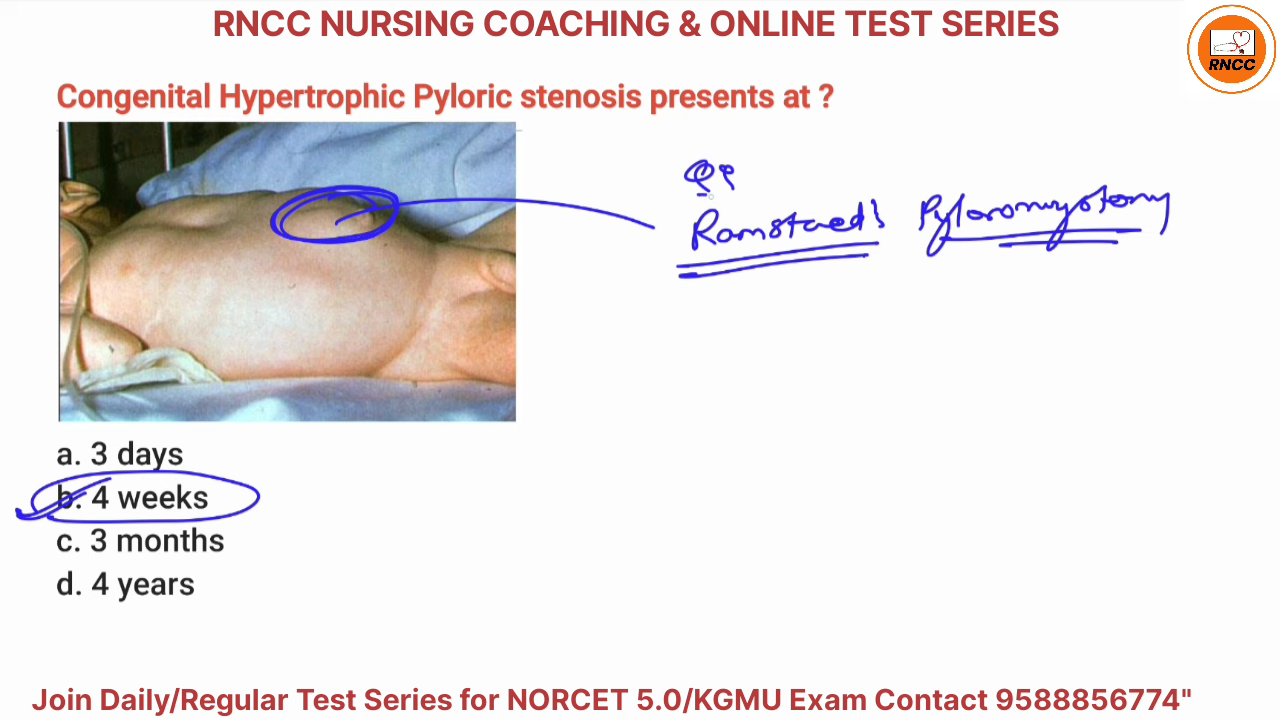 RNCC NURSING COACHING & ONLINE TEST SERIES
RNCC
Congenital Hypertrophic Pyloric stenosis presents at ?
Ramstaed's Pyloromyotomy
a. 3 days
b. 4 weeks
c. 3 months
d. 4 years
Join Daily/Regular Test Series for NORCET 5.0/KGMU Exam Contact 9588856774"